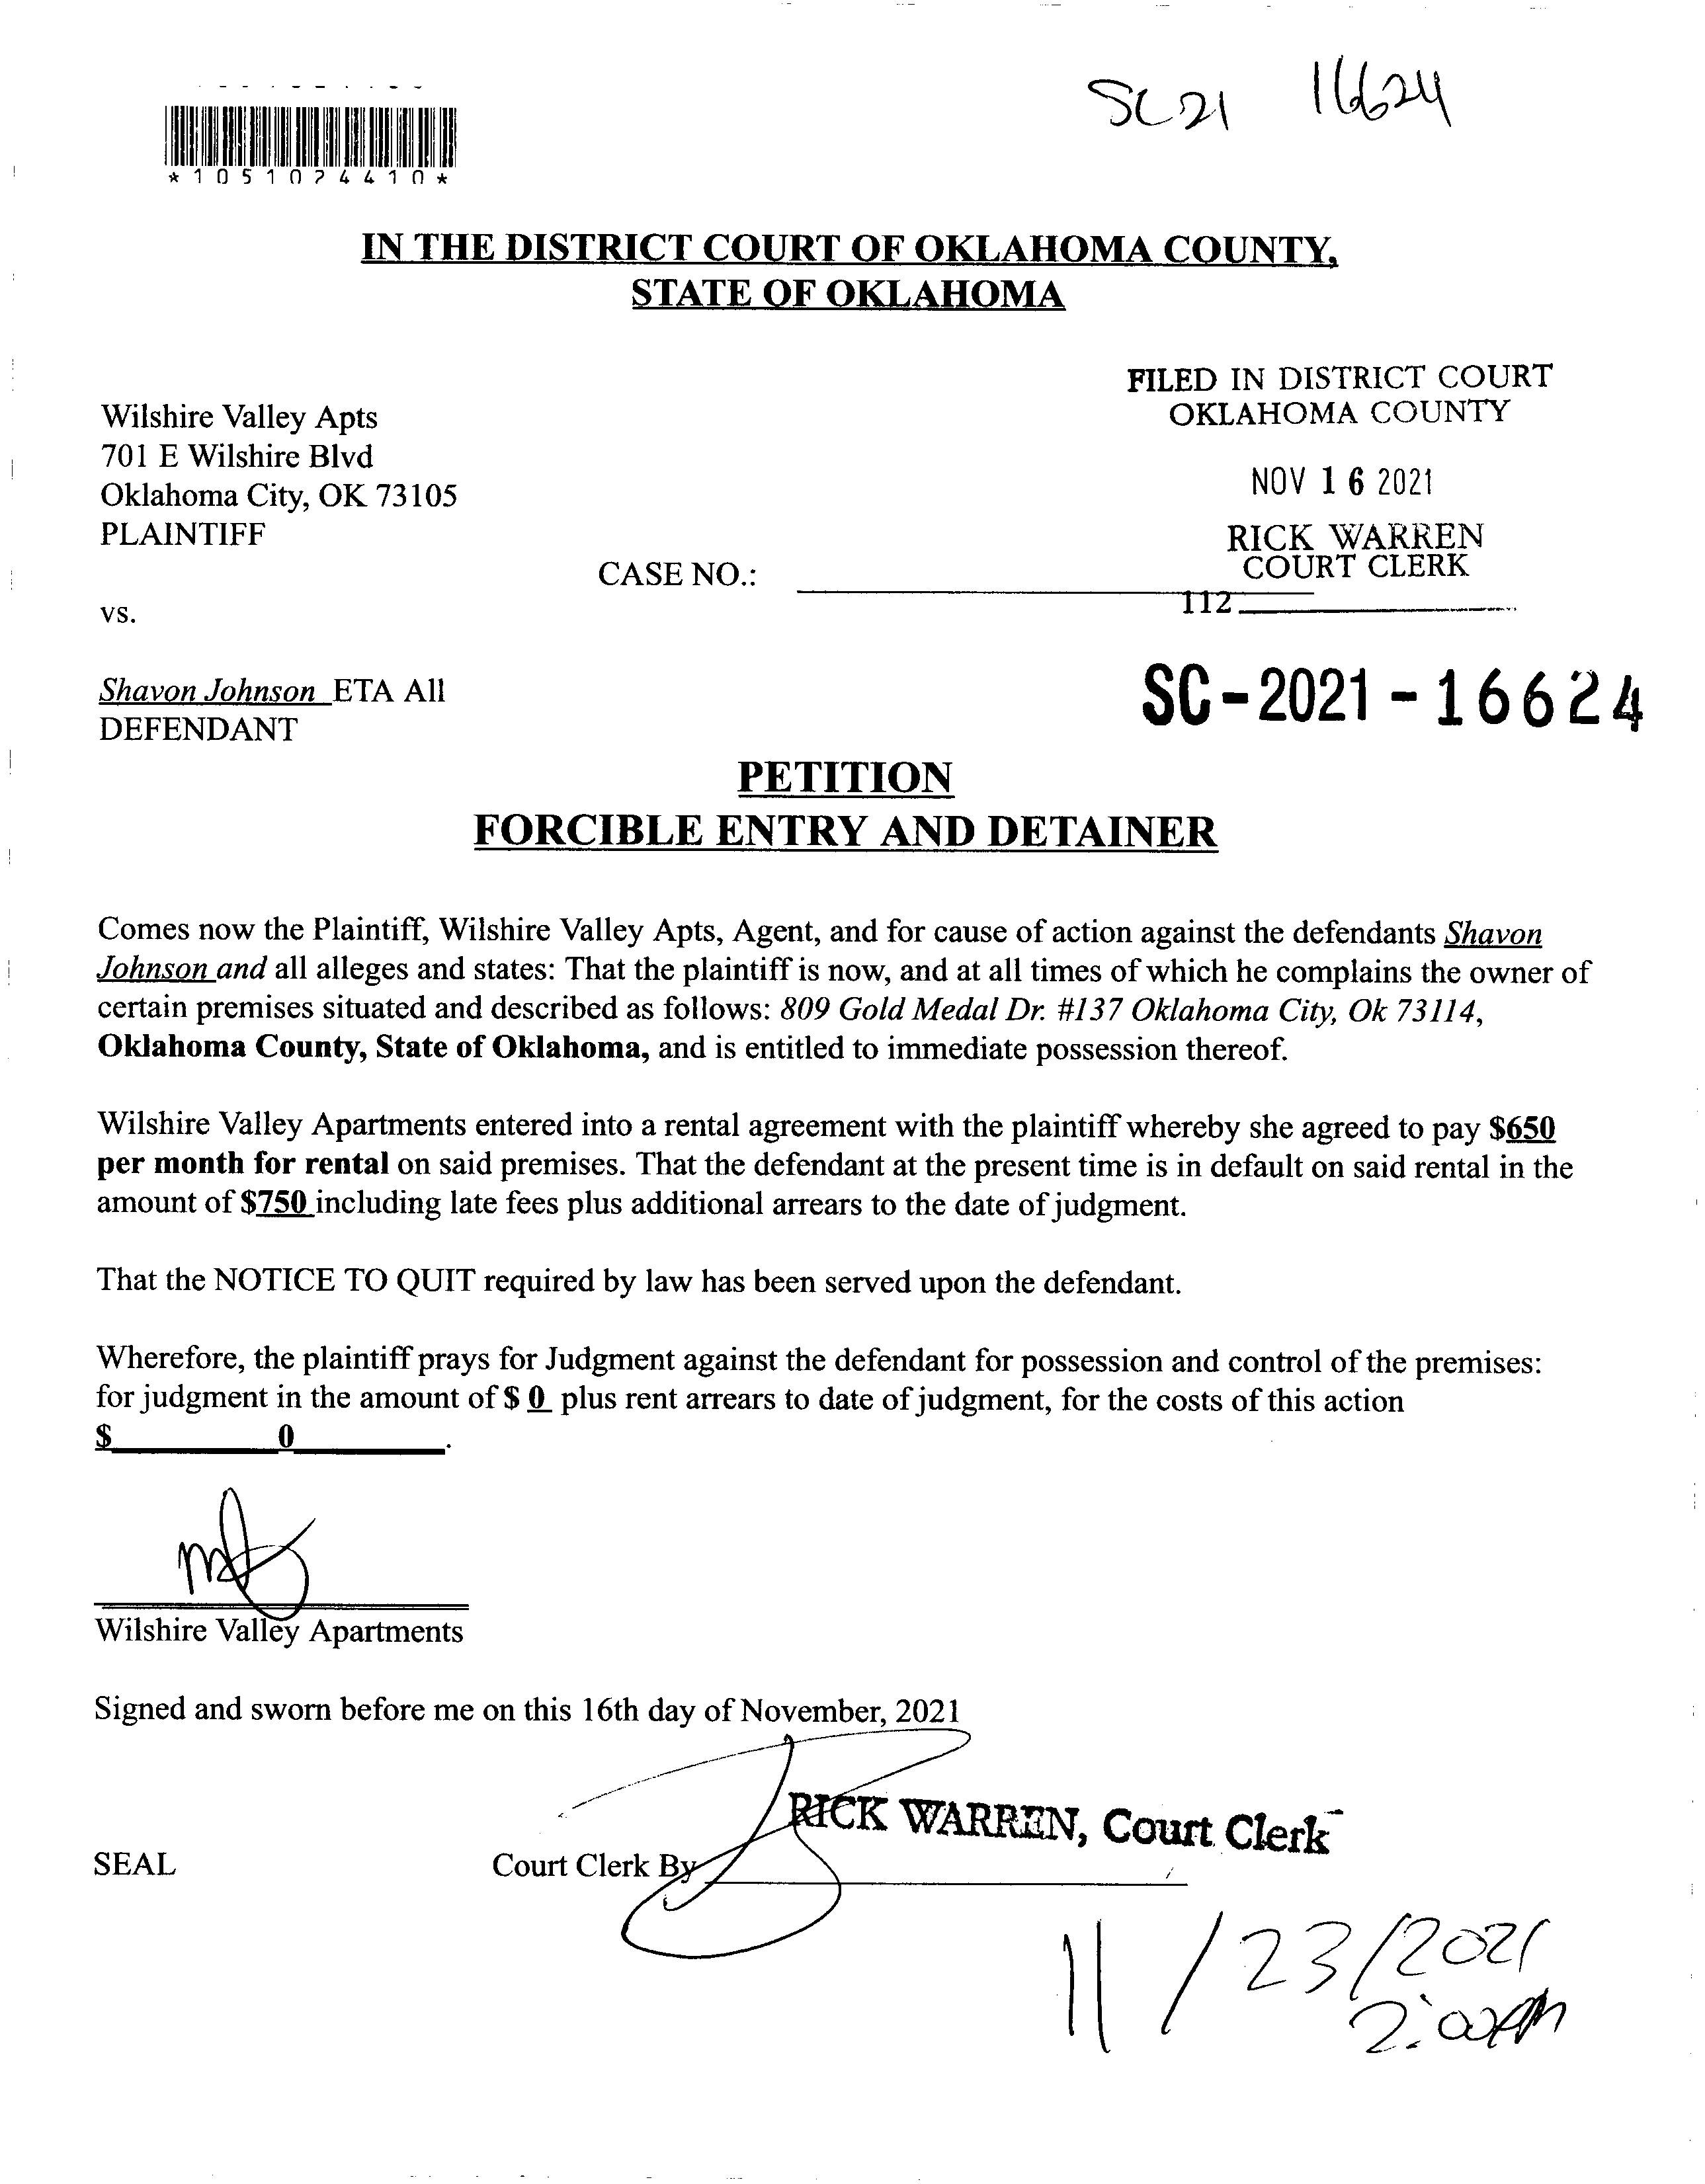 SC21 16624
*1051024410*
IN THE DISTRICT COURT OF OKLAHOMA COUNTY,
STATE OF OKLAHOMA
FILED IN DISTRICT COURT
OKLAHOMA COUNTY
Wilshire Valley Apts
701 E Wilshire Blvd
Oklahoma City, OK 73105
PLAINTIFF
NOV 16 2021
RICK WARREN
COURT CLERK
CASE NO.:
112
vs.
Shavon Johnson ETA All
DEFENDANT
SC-2021-16624
PETITION
FORCIBLE ENTRY AND DETAINER
Comes now the Plaintiff, Wilshire Valley Apts, Agent, and for cause of action against the defendants Shavon
Johnson and all alleges and states: That the plaintiff is now, and at all times of which he complains the owner of
certain premises situated and described as follows: 809 Gold Medal Dr. #137 Oklahoma City, Ok 73114,
Oklahoma County, State of Oklahoma, and is entitled to immediate possession thereof.
Wilshire Valley Apartments entered into a rental agreement with the plaintiff whereby she agreed to pay $650
per month for rental on said premises. That the defendant at the present time is in default on said rental in the
amount of $750 including late fees plus additional arrears to the date of judgment.
That the NOTICE TO QUIT required by law has been served upon the defendant.
Wherefore, the plaintiff prays for Judgment against the defendant for possession and control of the premises:
for judgment in the amount of $ 0 plus rent arrears to date of judgment, for the costs of this action
$ 0 .
Wilshire Valley Apartments
Signed and sworn before me on this 16th day of November, 2021
RICK WARREN, Court Clerk
SEAL
Court Clerk By
11/23/2021
2:00PM